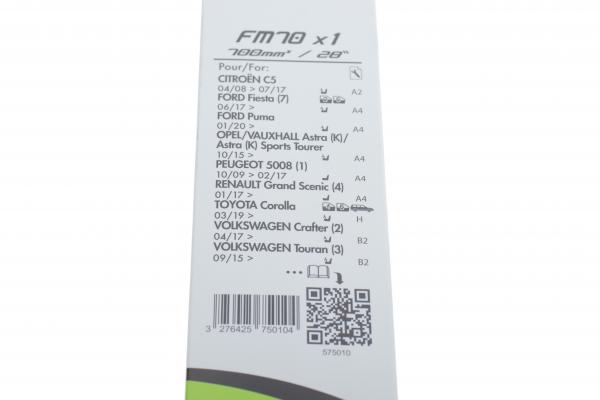 FM70 x1
700mm* / 28"
Pour/For:
CITROËN C5
04/08 > 07/17 A2
FORD Fiesta (7)
06/17 > A4
FORD Puma
01/20 > A4
OPEL/VAUXHALL Astra (K)/
Astra (K) Sports Tourer
10/15 > A4
PEUGEOT 5008 (1)
10/09 > 02/17 A4
RENAULT Grand Scenic (4)
01/17 > A4
TOYOTA Corolla
03/19 > H
VOLKSWAGEN Crafter (2)
04/17 > B2
VOLKSWAGEN Touran (3)
09/15 > B2
...
3 276425 750104
575010